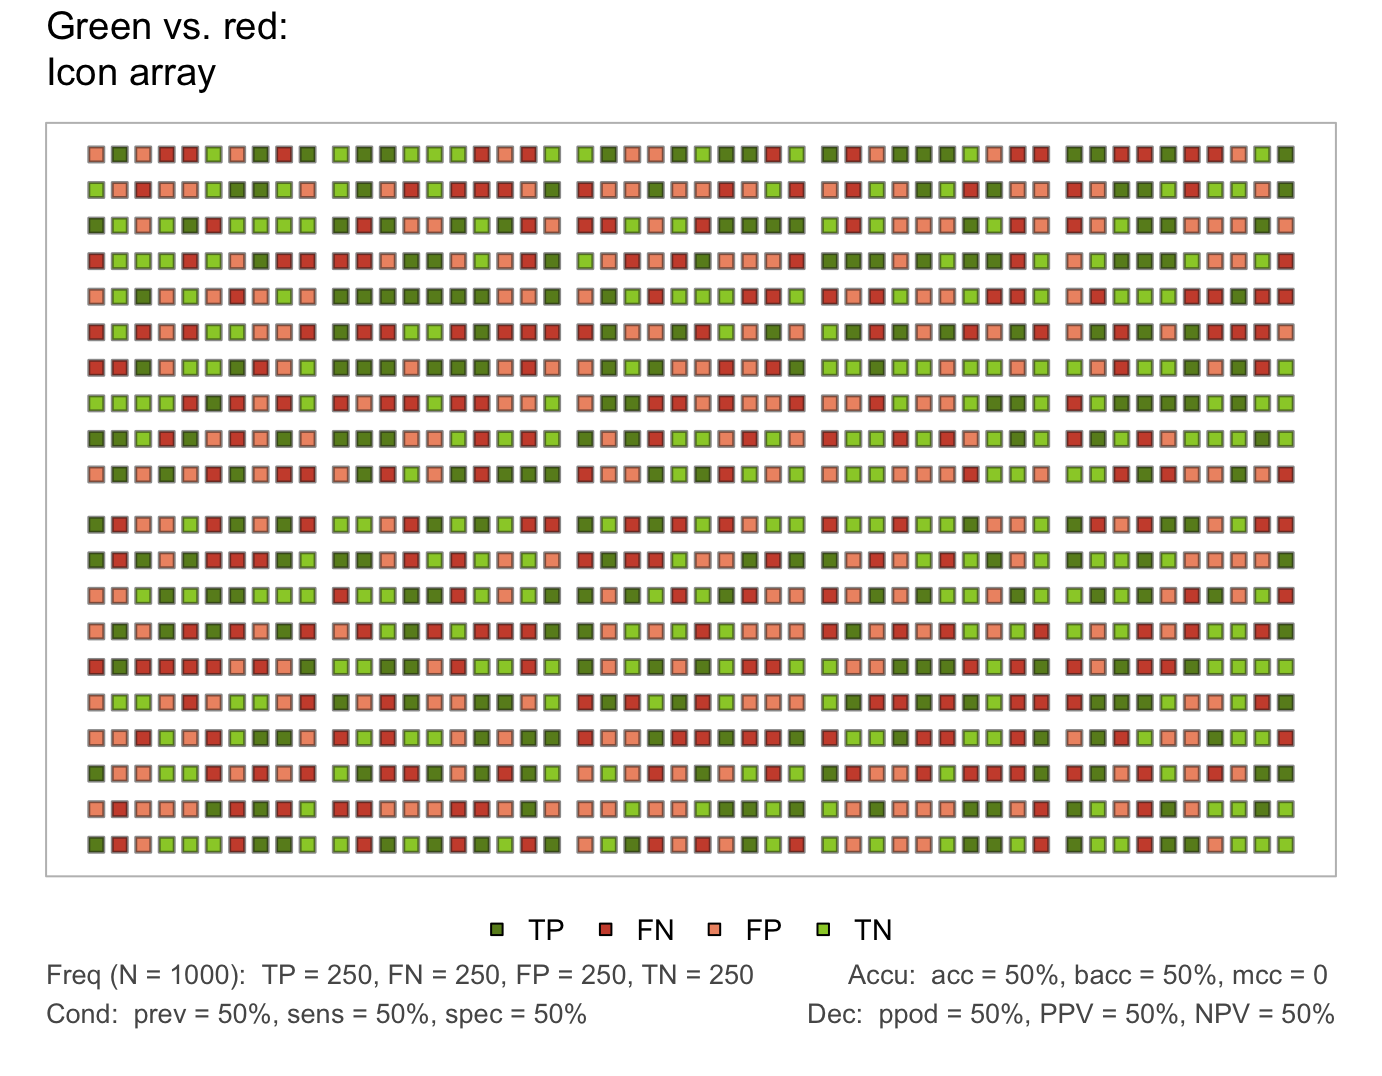 Green vs. red:
Icon array
TP FN FP TN
Freq (N = 1000): TP = 250, FN = 250, FP = 250, TN = 250 Accu: acc = 50%, bacc = 50%, mcc = 0
Cond: prev = 50%, sens = 50%, spec = 50% Dec: ppod = 50%, PPV = 50%, NPV = 50%